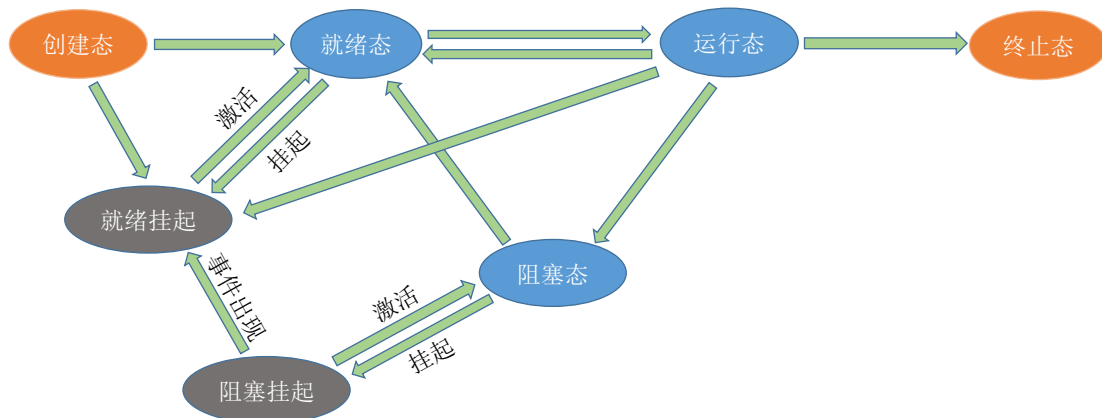 创建态
就绪态
运行态
终止态
激活
挂起
就绪挂起
事件出现
阻塞态
激活
挂起
阻塞挂起